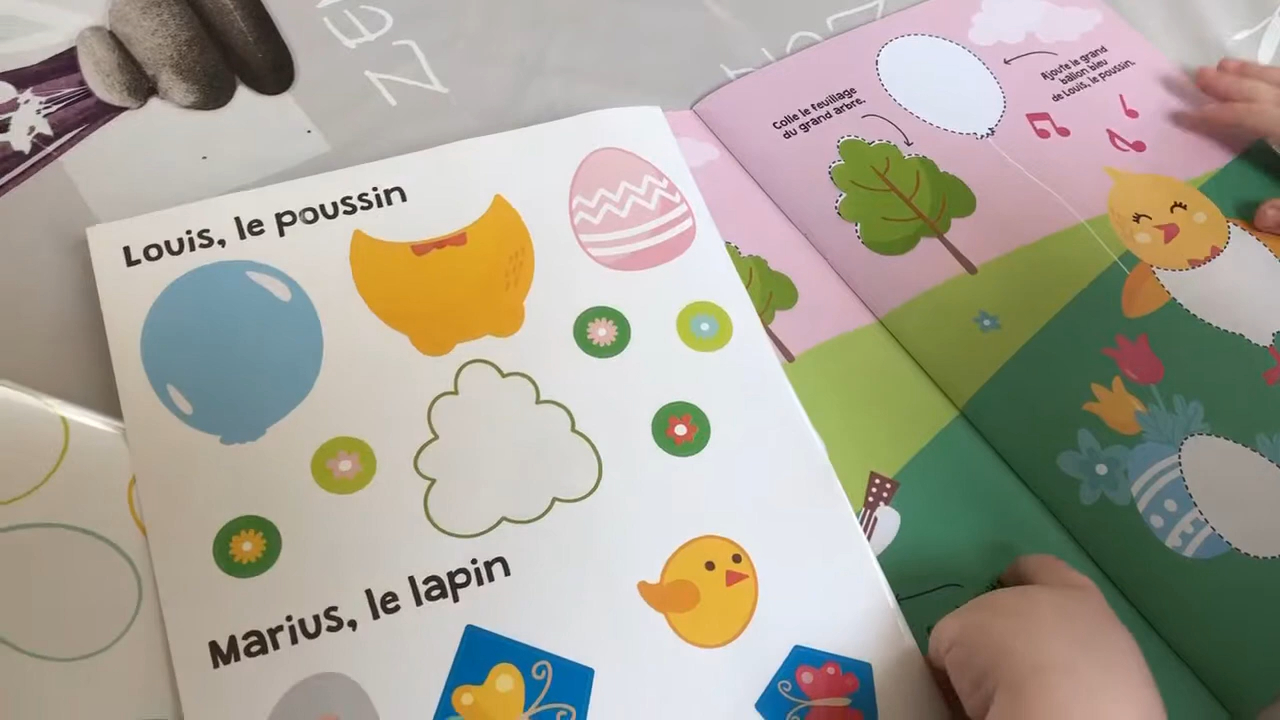 Louis, le poussin
Marius, le lapin
Colle le feuillage
du grand arbre.
Ajoute le grand
ballon bleu
de Louis, le poussin.